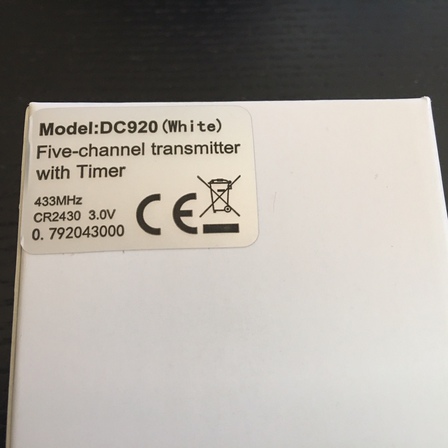 Model:DC920(White)
Five-channel transmitter
with Timer
433MHz
CR2430 3.0V
0. 792043000
CE